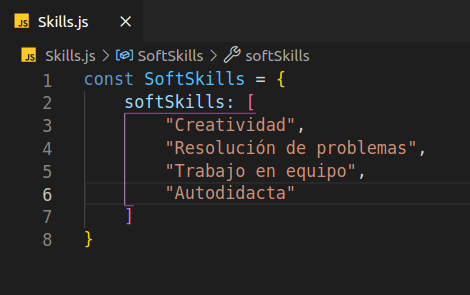 JS Skills.js ×
JS Skills.js > SoftSkills > softSkills
1 const SoftSkills = {
2 softSkills: [
3 "Creatividad",
4 "Resolución de problemas",
5 "Trabajo en equipo",
6 "Autodidacta"
7 ]
8 }